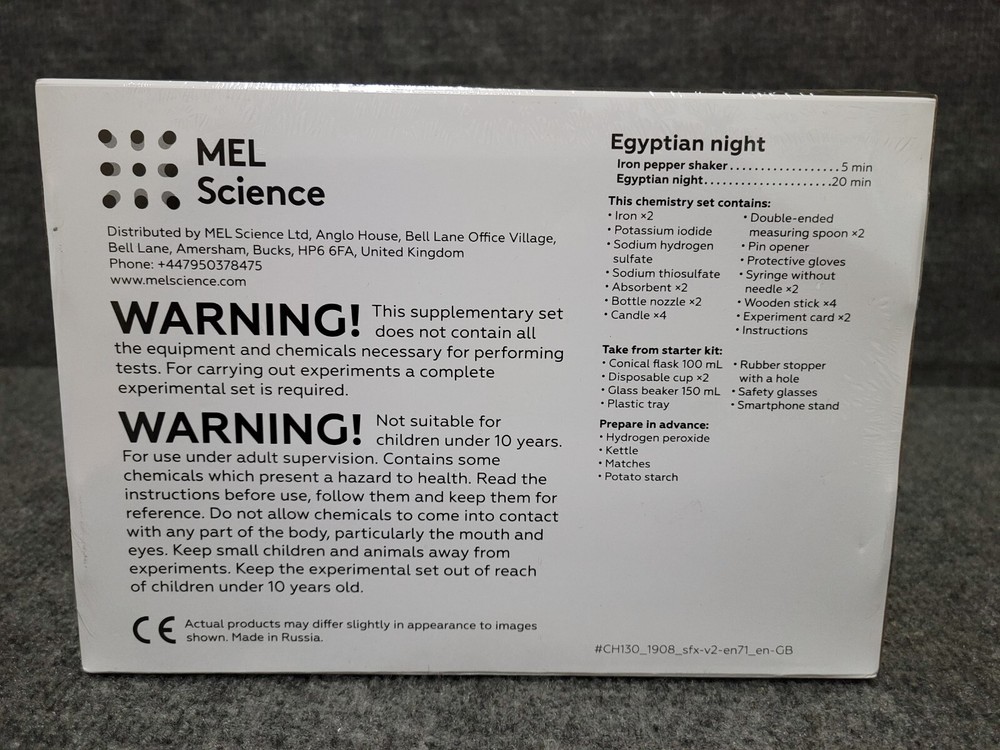 MEL
Science
Distributed by MEL Science Ltd, Anglo House, Bell Lane Office Village,
Bell Lane, Amersham, Bucks, HP6 6FA, United Kingdom
Phone: +447950378475
www.melscience.com
WARNING! This supplementary set
does not contain all
the equipment and chemicals necessary for performing
tests. For carrying out experiments a complete
experimental set is required.
WARNING! Not suitable for
children under 10 years.
For use under adult supervision. Contains some
chemicals which present a hazard to health. Read the
instructions before use, follow them and keep them for
reference. Do not allow chemicals to come into contact
with any part of the body, particularly the mouth and
eyes. Keep small children and animals away from
experiments. Keep the experimental set out of reach
of children under 10 years old.
CE Actual products may differ slightly in appearance to images
shown. Made in Russia.
Egyptian night
Iron pepper shaker..................5 min
Egyptian night.....................20 min
This chemistry set contains:
• Iron ×2
• Potassium iodide
• Sodium hydrogen
sulfate
• Sodium thiosulfate
• Absorbent ×2
• Bottle nozzle ×2
• Candle ×4
• Double-ended
measuring spoon ×2
• Pin opener
• Protective gloves
• Syringe without
needle ×2
• Wooden stick ×4
• Experiment card ×2
• Instructions
Take from starter kit:
• Conical flask 100 mL
• Disposable cup ×2
• Glass beaker 150 mL
• Plastic tray
• Rubber stopper
with a hole
• Safety glasses
• Smartphone stand
Prepare in advance:
• Hydrogen peroxide
• Kettle
• Matches
• Potato starch
#CH130_1908_sfx-v2-en71_en-GB